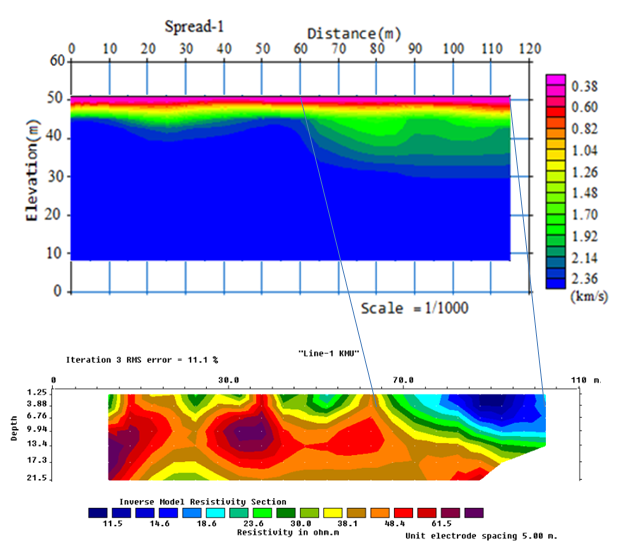 Spread-1
Distance(m)
0 10 20 30 40 50 60 70 80 90 100 110 120
60
50
40
30
20
10
0
Elevation(m)
0.38
0.60
0.82
1.04
1.26
1.48
1.70
1.92
2.14
2.36
(km/s)
Scale =1/1000
"Line-1 KMU"
Iteration 3 RMS error = 11.1 %
0 30.0 70.0 110 m.
Depth
1.25
3.88
6.76
9.94
13.4
17.3
21.5
Inverse Model Resistivity Section
11.5 14.6 18.6 23.6 30.0 38.1 48.4 61.5
Resistivity in ohm.m
Unit electrode spacing 5.00 m.